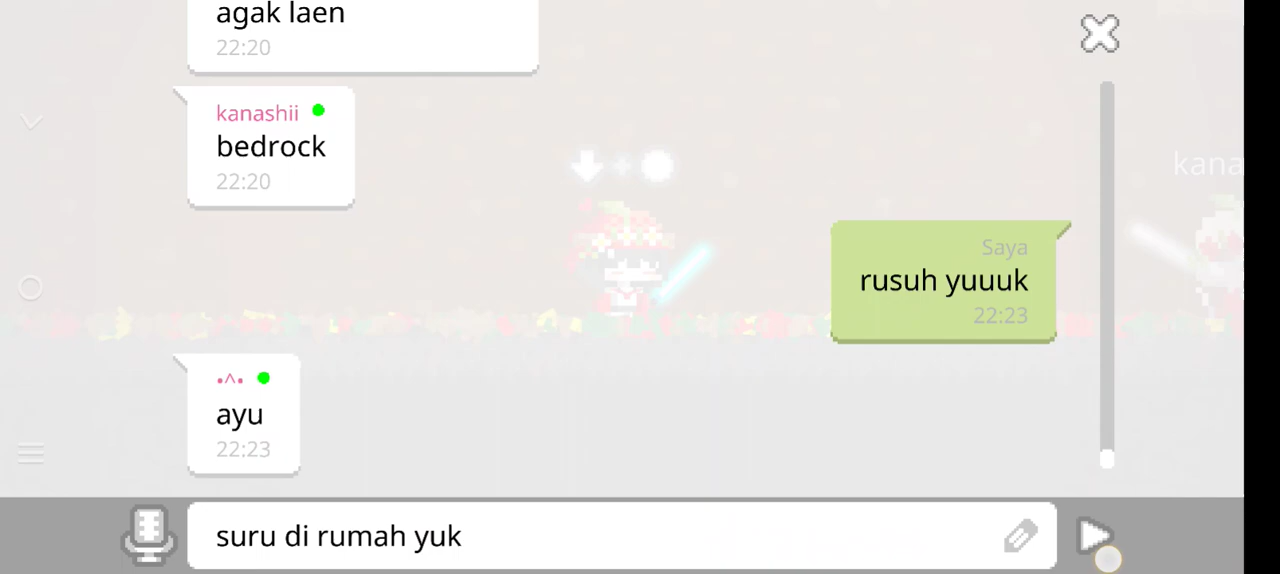 agak laen
22:20
kanashii
bedrock
22:20
kana
Saya
rusuh yuuuk
22:23
•^•
ayu
22:23
suru di rumah yuk